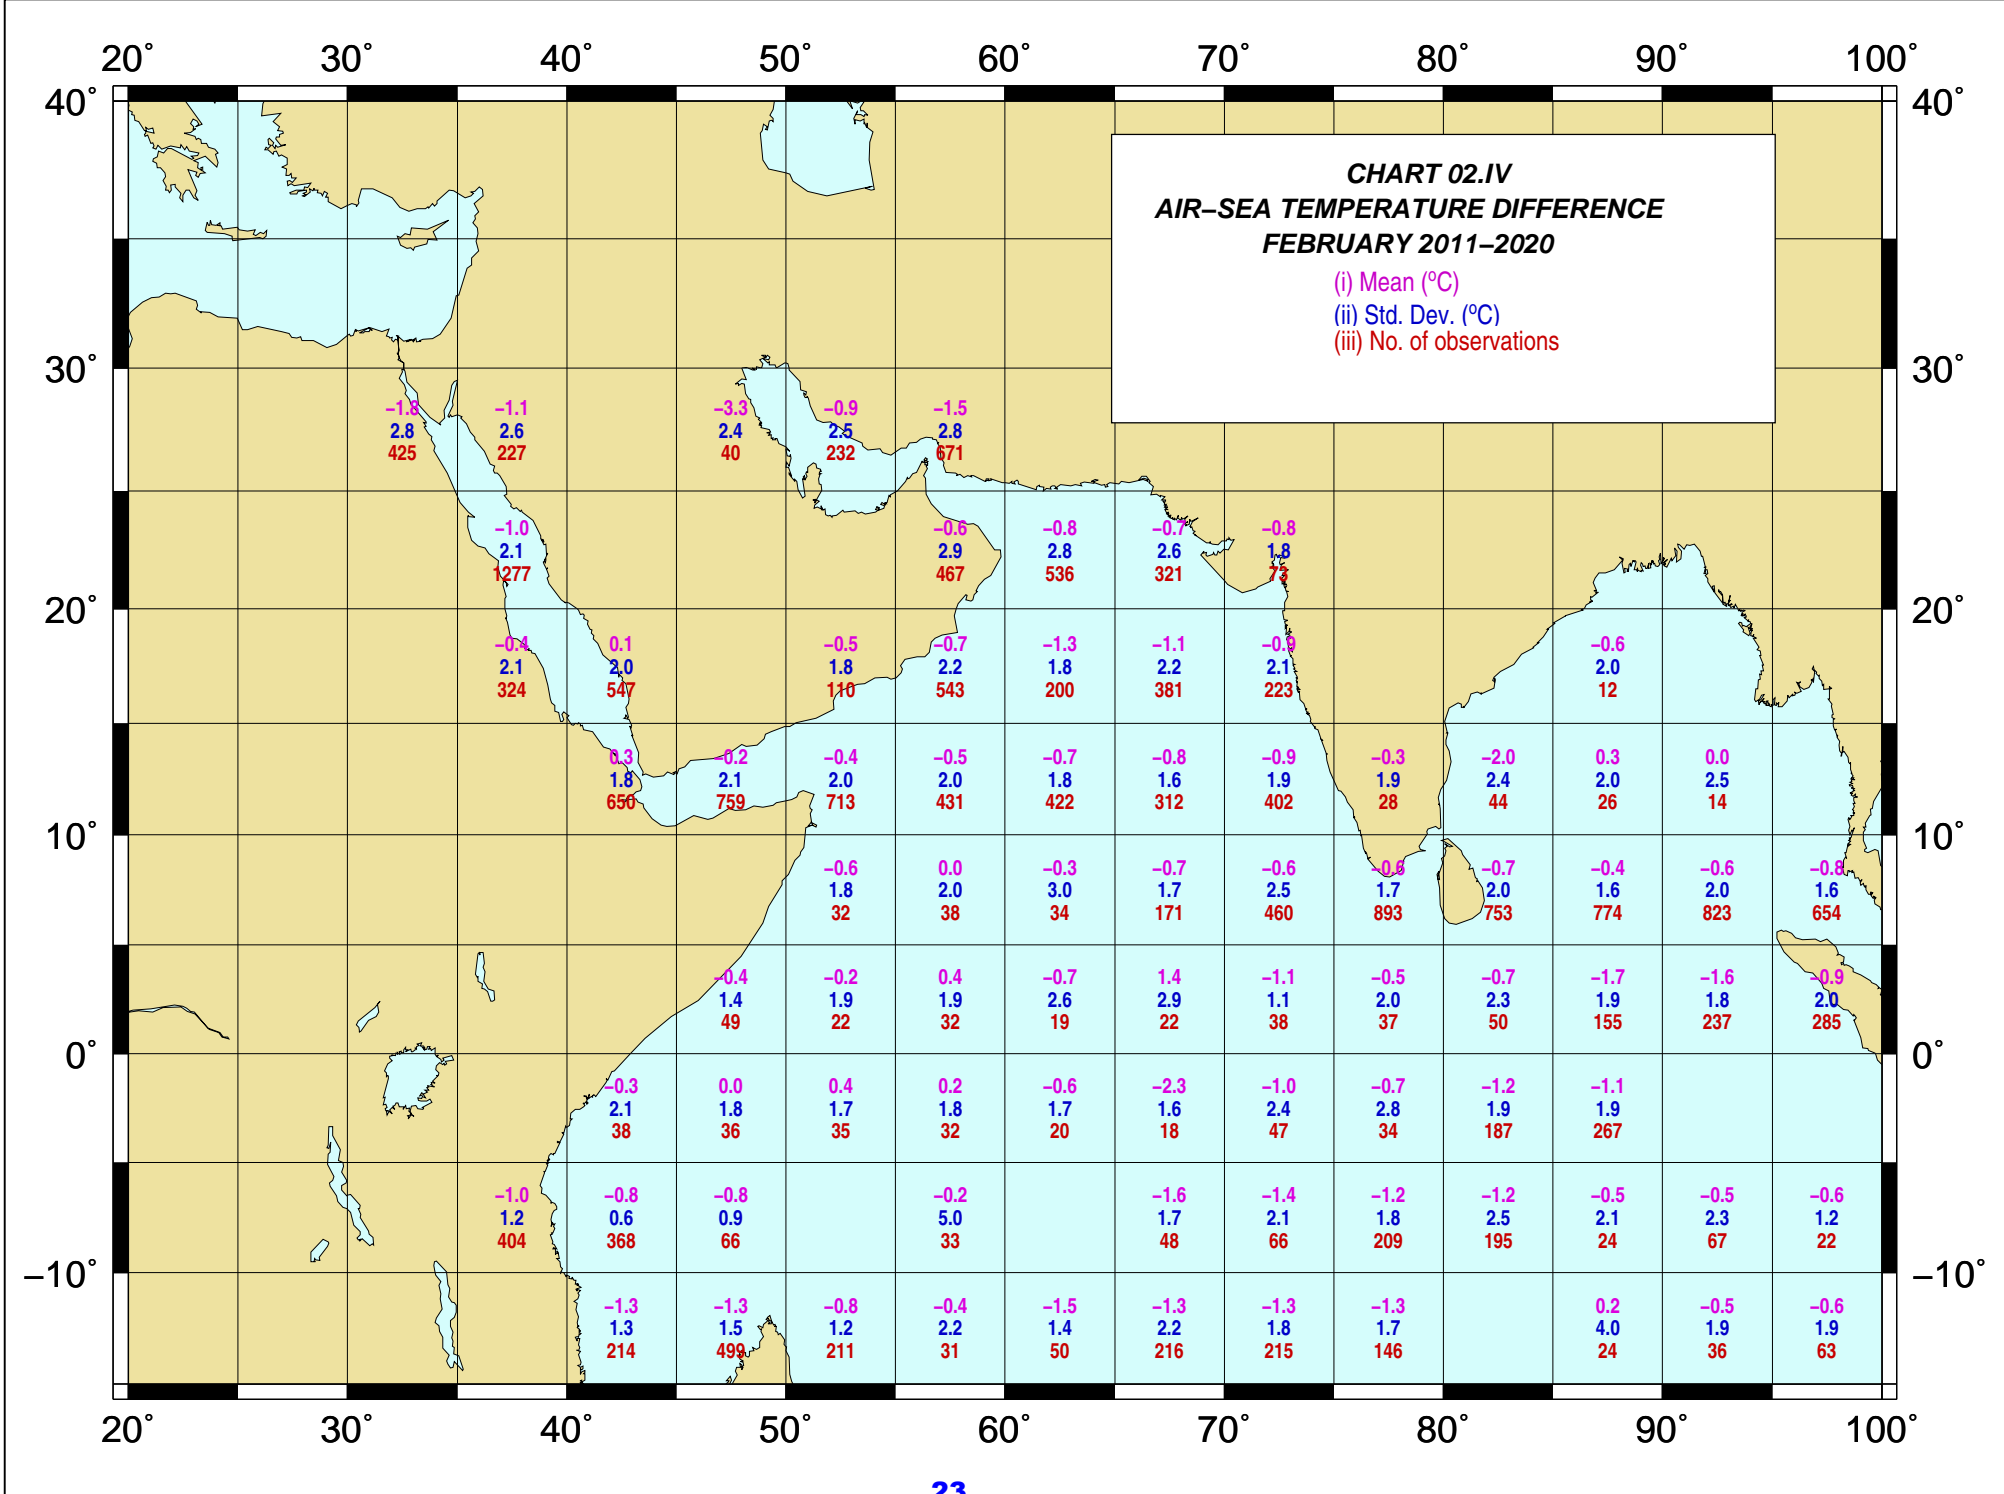 20° 30° 40° 50° 60° 70° 80° 90° 100°
40° 40°
CHART 02.IV
AIR–SEA TEMPERATURE DIFFERENCE
FEBRUARY 2011–2020
(i) Mean (ºC)
(ii) Std. Dev. (ºC)
(iii) No. of observations
30° 30°
–1.8 –1.1 –3.3 –0.9 –1.5
2.8 2.6 2.4 2.5 2.8
425 227 40 232 671
–1.0 –0.6 –0.8 –0.7 –0.8
2.1 2.9 2.8 2.6 1.8
1277 467 536 321 73
20° 20°
–0.4 0.1 –0.5 –0.7 –1.3 –1.1 –0.9 –0.6
2.1 2.0 1.8 2.2 1.8 2.2 2.1 2.0
324 547 110 543 200 381 223 12
0.3 –0.2 –0.4 –0.5 –0.7 –0.8 –0.9 –0.3 –2.0 0.3 0.0
1.8 2.1 2.0 2.0 1.8 1.6 1.9 1.9 2.4 2.0 2.5
650 759 713 431 422 312 402 28 44 26 14
10° 10°
–0.6 0.0 –0.3 –0.7 –0.6 –0.6 –0.7 –0.4 –0.6 –0.8
1.8 2.0 3.0 1.7 2.5 1.7 2.0 1.6 2.0 1.6
32 38 34 171 460 893 753 774 823 654
–0.4 –0.2 0.4 –0.7 1.4 –1.1 –0.5 –0.7 –1.7 –1.6 –0.9
1.4 1.9 1.9 2.6 2.9 1.1 2.0 2.3 1.9 1.8 2.0
49 22 32 19 22 38 37 50 155 237 285
0° 0°
–0.3 0.0 0.4 0.2 –0.6 –2.3 –1.0 –0.7 –1.2 –1.1
2.1 1.8 1.7 1.8 1.7 1.6 2.4 2.8 1.9 1.9
38 36 35 32 20 18 47 34 187 267
–1.0 –0.8 –0.8 –0.2 –1.6 –1.4 –1.2 –1.2 –0.5 –0.5 –0.6
1.2 0.6 0.9 5.0 1.7 2.1 1.8 2.5 2.1 2.3 1.2
404 368 66 33 48 66 209 195 24 67 22
–10° –10°
–1.3 –1.3 –0.8 –0.4 –1.5 –1.3 –1.3 –1.3 0.2 –0.5 –0.6
1.3 1.5 1.2 2.2 1.4 2.2 1.8 1.7 4.0 1.9 1.9
214 499 211 31 50 216 215 146 24 36 63
20° 30° 40° 50° 60° 70° 80° 90° 100°
23